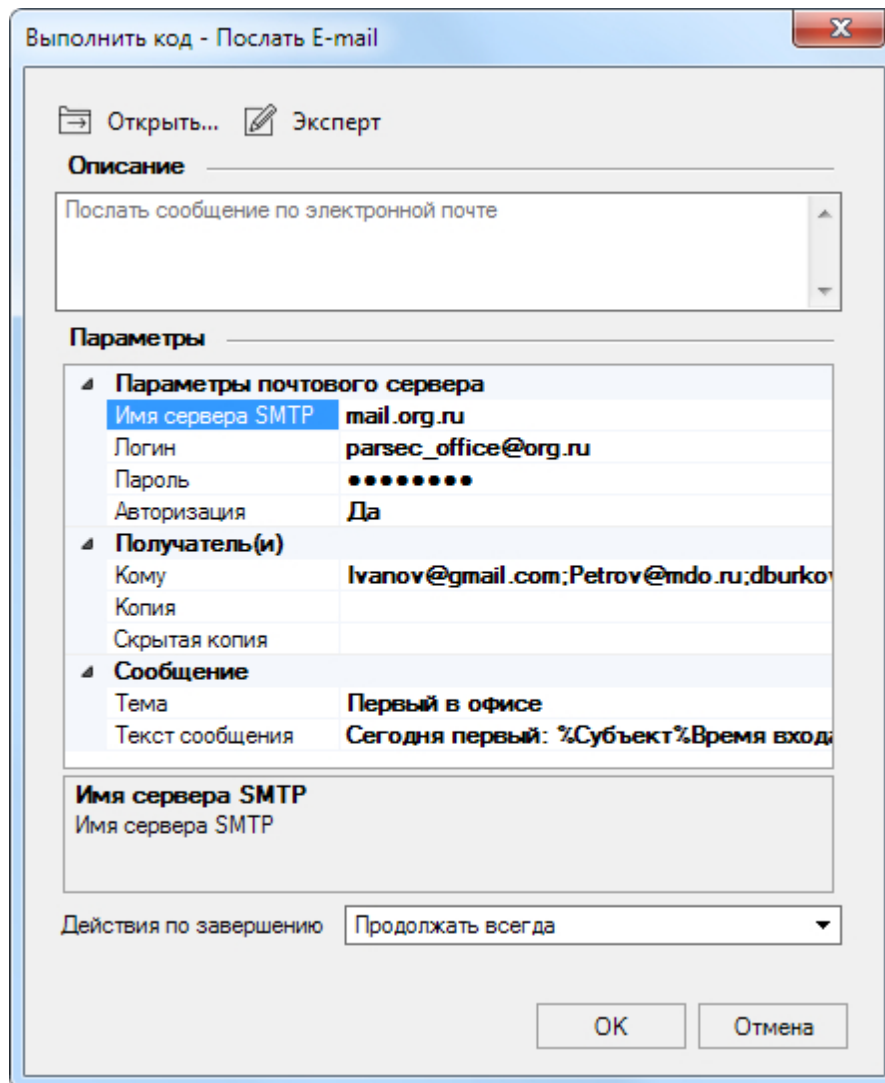 Выполнить код - Послать E-mail
Открыть... Эксперт
Описание
Послать сообщение по электронной почте
Параметры
Параметры почтового сервера
Имя сервера SMTP mail.org.ru
Логин parsec_office@org.ru
Пароль ●●●●●●●●
Авторизация Да
Получатель(и)
Кому Ivanov@gmail.com;Petrov@mdo.ru;dburkov
Копия
Скрытая копия
Сообщение
Тема Первый в офисе
Текст сообщения Сегодня первый: %Субъект%Время входа
Имя сервера SMTP
Имя сервера SMTP
Действия по завершению Продолжать всегда
OK Отмена